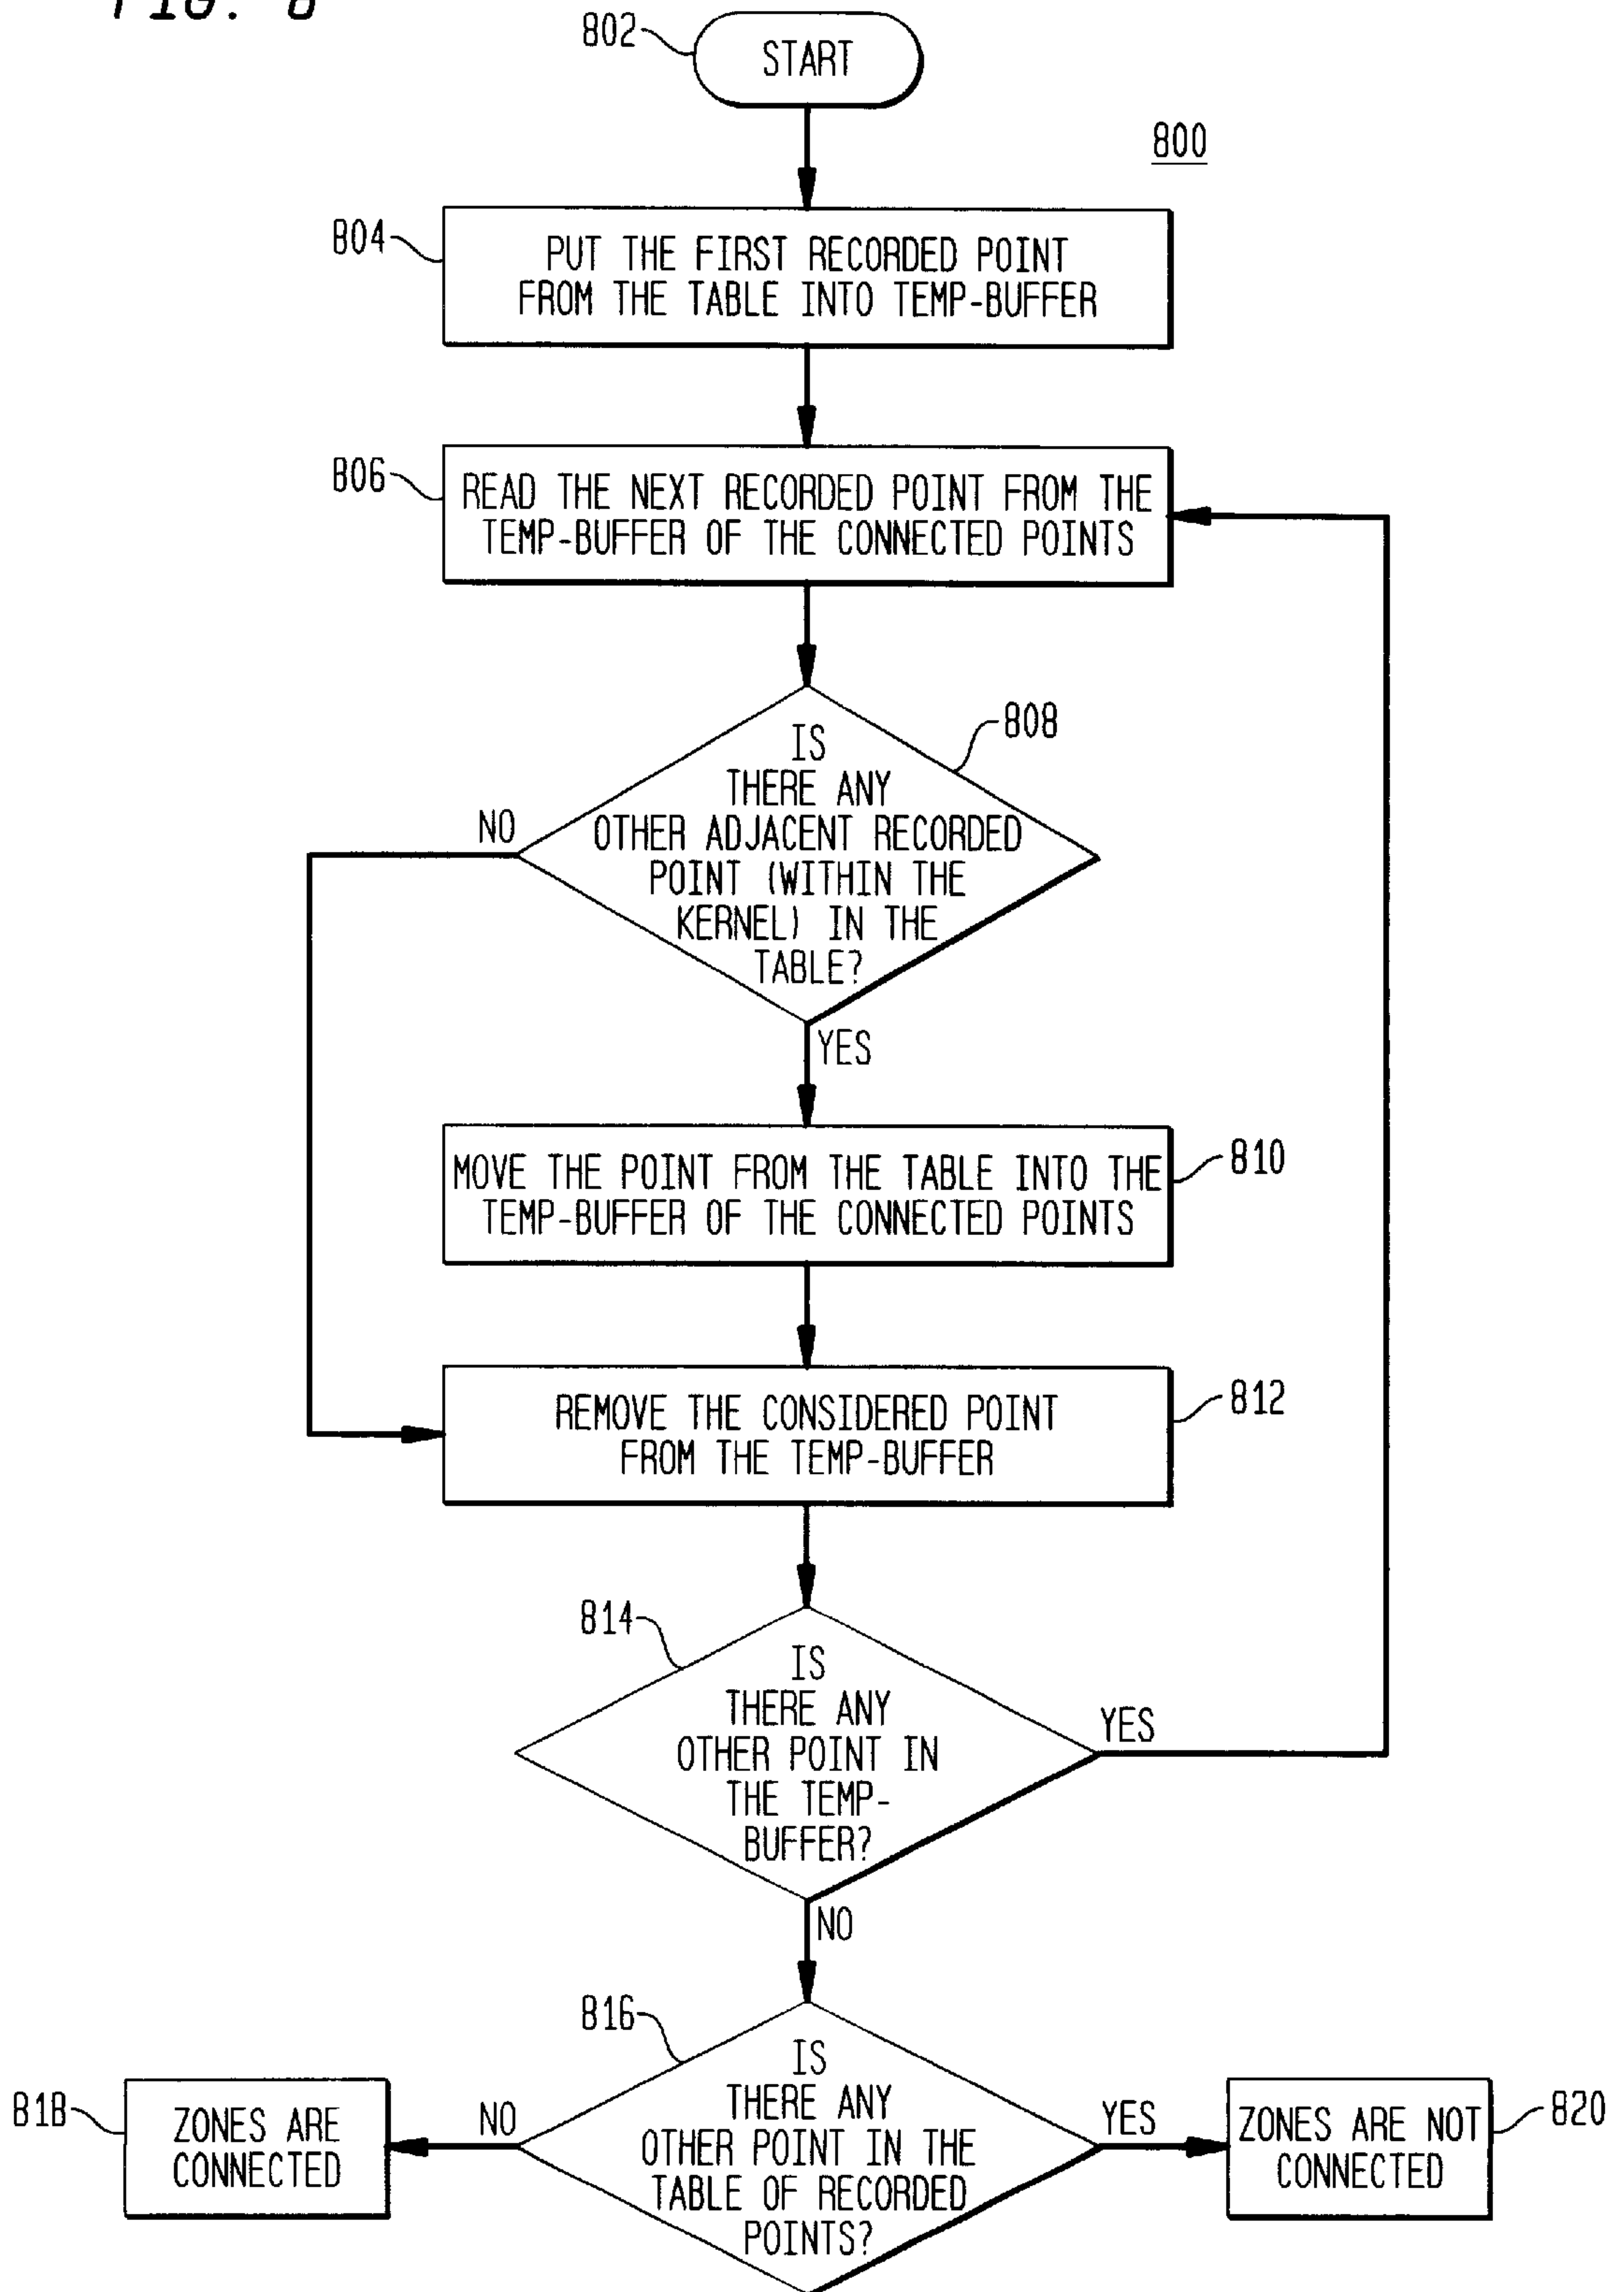 FIG. 8
802
START
800
804
PUT THE FIRST RECORDED POINT
FROM THE TABLE INTO TEMP-BUFFER
806
READ THE NEXT RECORDED POINT FROM THE
TEMP-BUFFER OF THE CONNECTED POINTS
808
IS
THERE ANY
OTHER ADJACENT RECORDED
POINT (WITHIN THE
KERNEL) IN THE
TABLE?
NO
YES
810
MOVE THE POINT FROM THE TABLE INTO THE
TEMP-BUFFER OF THE CONNECTED POINTS
812
REMOVE THE CONSIDERED POINT
FROM THE TEMP-BUFFER
814
IS
THERE ANY
OTHER POINT IN
THE TEMP-
BUFFER?
YES
NO
816
IS
THERE ANY
OTHER POINT IN THE
TABLE OF RECORDED
POINTS?
NO
YES
818
ZONES ARE
CONNECTED
820
ZONES ARE NOT
CONNECTED